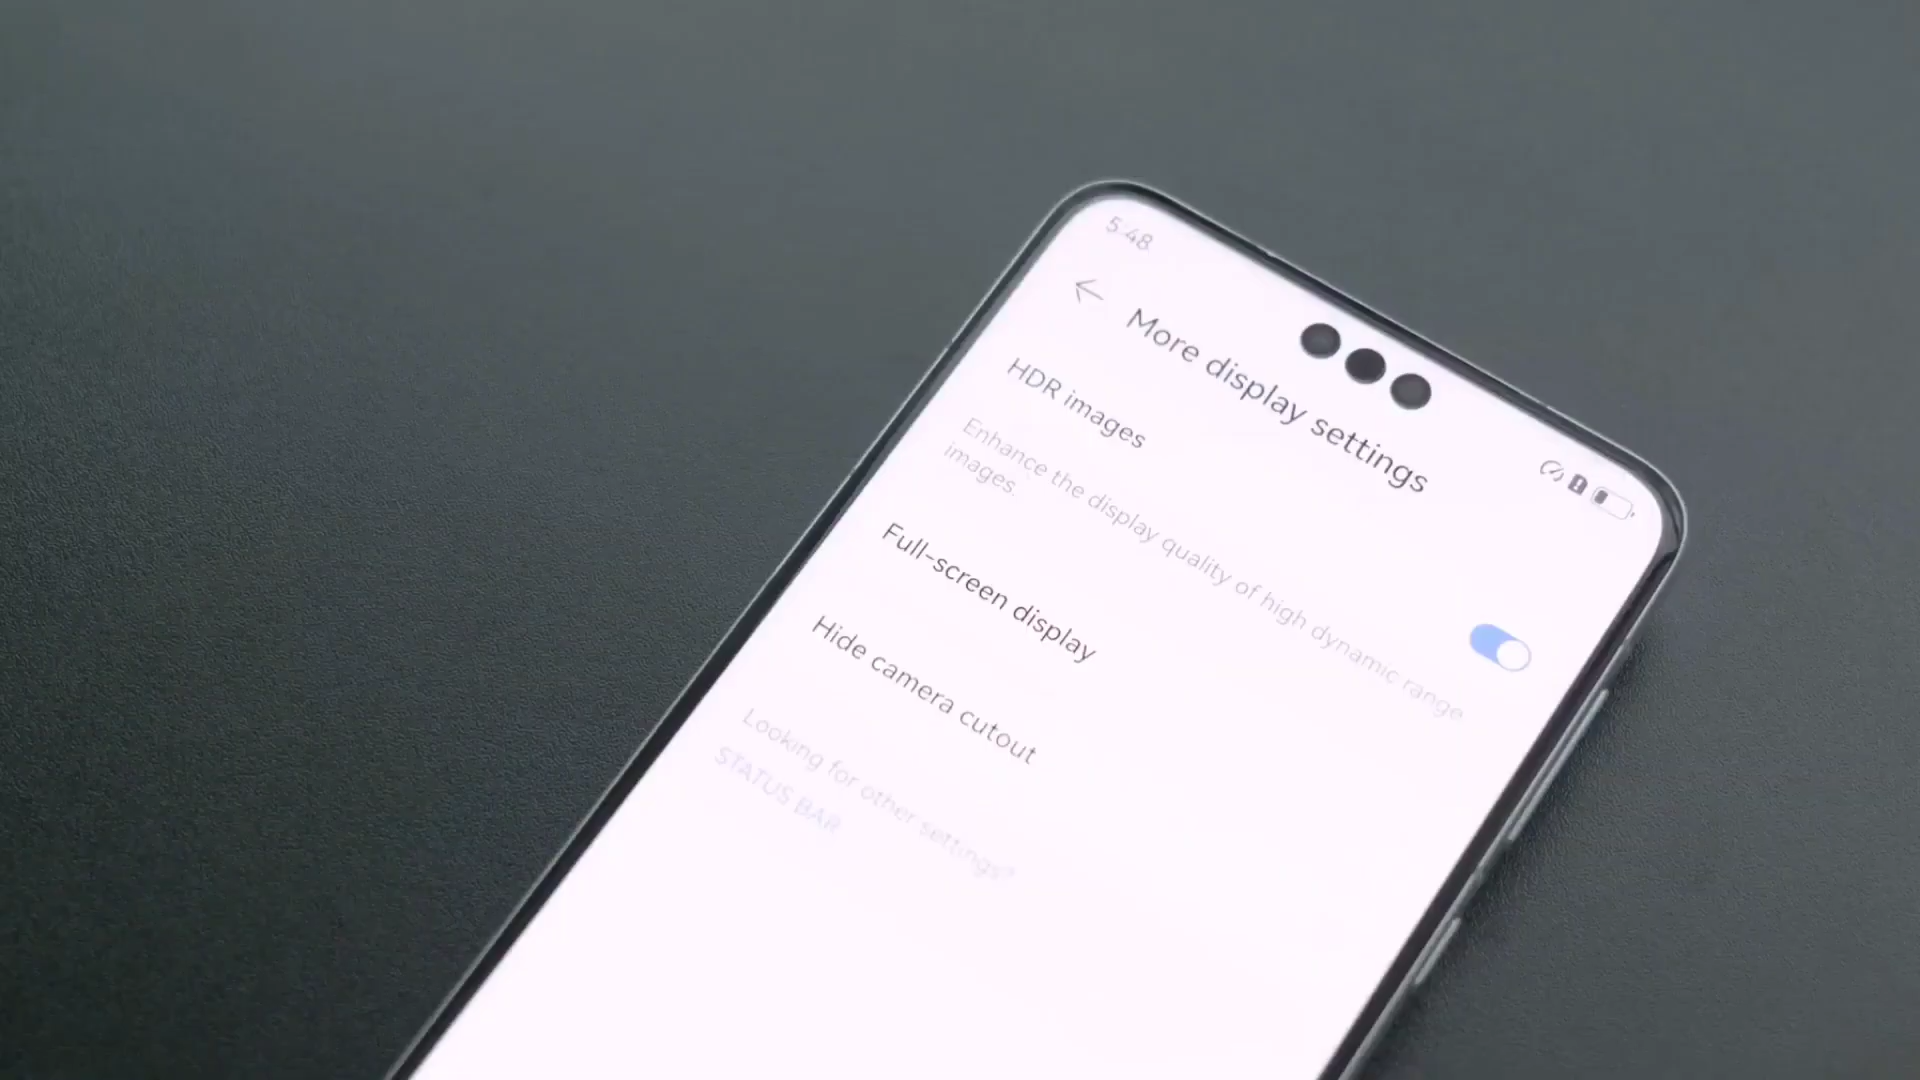 5:48
More display settings
HDR images
Enhance the display quality of high dynamic range
images.
Full-screen display
Hide camera cutout
Looking for other settings?
STATUS BAR